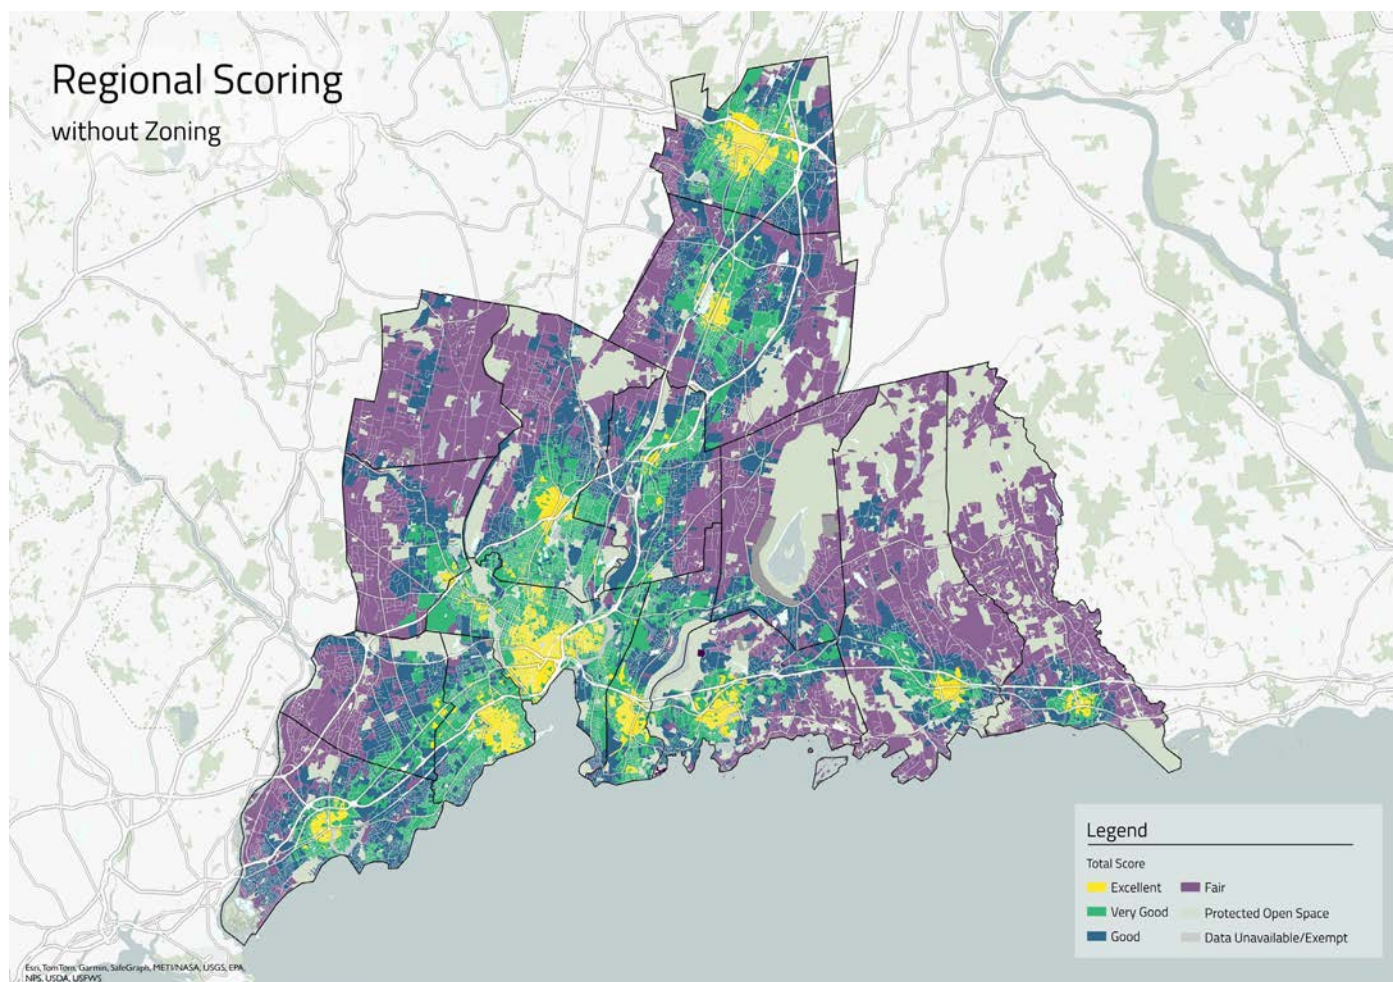 Regional Scoring
without Zoning
Legend
Total Score
Excellent
Very Good
Good
Fair
Protected Open Space
Data Unavailable/Exempt
Esri, TomTom, Garmin, SafeGraph, METI/NASA, USGS, EPA,
NPS, USDA, USFWS